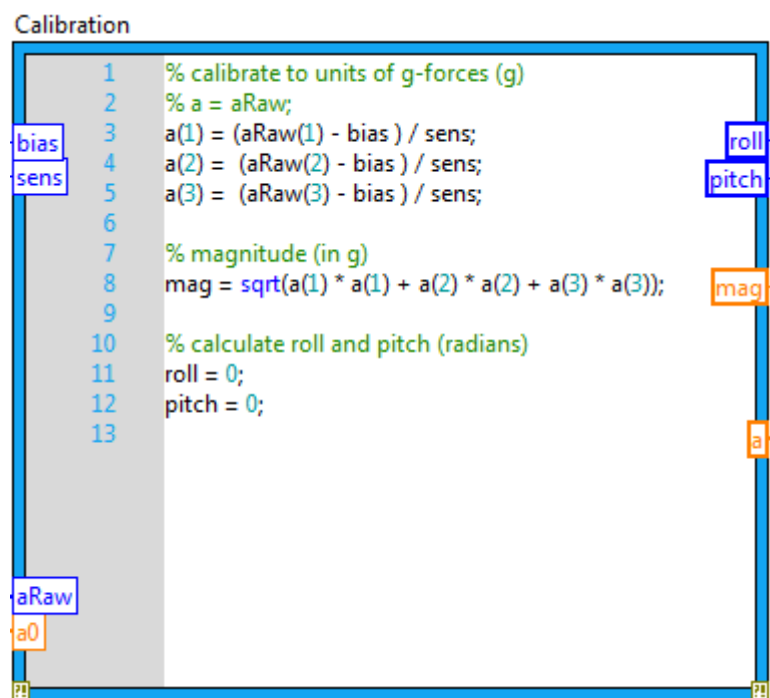 Calibration
1 % calibrate to units of g-forces (g)
2 % a = aRaw;
bias 3 a(1) = (aRaw(1) - bias ) / sens; roll
sens 4 a(2) =  (aRaw(2) - bias ) / sens; pitch
5 a(3) =  (aRaw(3) - bias ) / sens;
6
7 % magnitude (in g)
8 mag = sqrt(a(1) * a(1) + a(2) * a(2) + a(3) * a(3)); mag
9
10 % calculate roll and pitch (radians)
11 roll = 0;
12 pitch = 0;
13 a
aRaw
a0